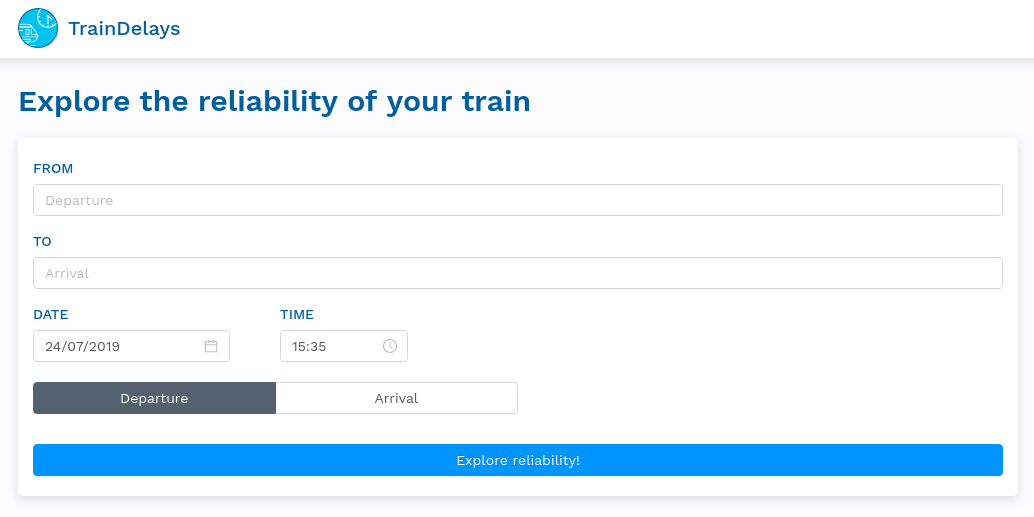 TrainDelays
Explore the reliability of your train
FROM
Departure
TO
Arrival
DATE TIME
24/07/2019 15:35
Departure Arrival
Explore reliability!